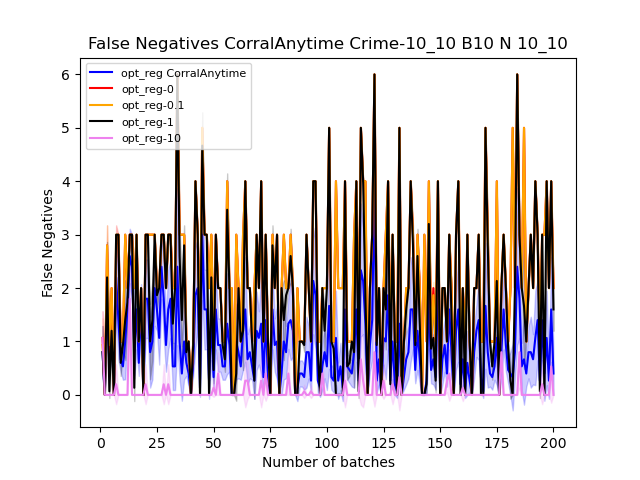 False Negatives CorralAnytime Crime-10_10 B10 N 10_10
opt_reg CorralAnytime
opt_reg-0
opt_reg-0.1
opt_reg-1
opt_reg-10
False Negatives
6
5
4
3
2
1
0
0 25 50 75 100 125 150 175 200
Number of batches